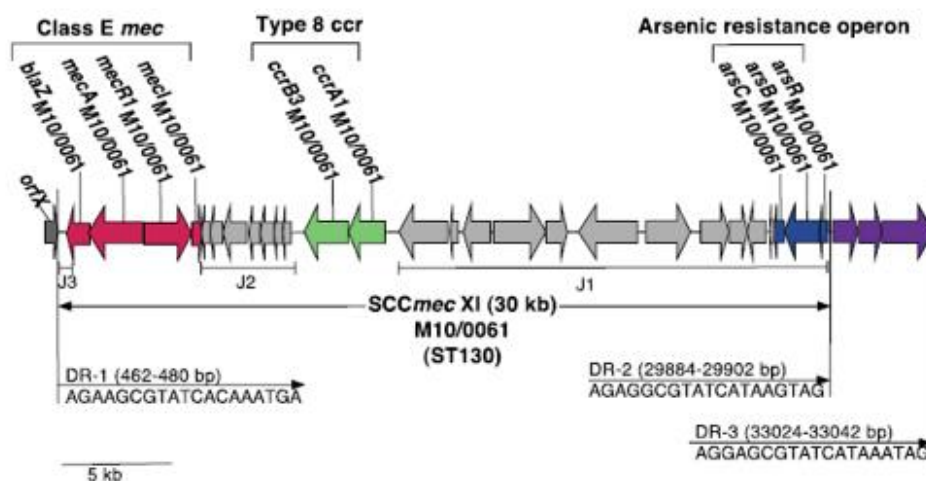 Class E mec
Type 8 ccr
Arsenic resistance operon
blaZ M10/0061
mecA M10/0061
mecR1 M10/0061
mecI M10/0061
ccrB3 M10/0061
ccrA1 M10/0061
arsC M10/0061
arsB M10/0061
arsR M10/0061
orfX
J3
J2
J1
SCCmec XI (30 kb)
M10/0061
(ST130)
DR-1 (462-480 bp)
AGAAGCGTATCACAAATGA
DR-2 (29884-29902 bp)
AGAGGCGTATCATAAGTAG
DR-3 (33024-33042 bp)
AGGAGCGTATCATAAATAG
5 kb